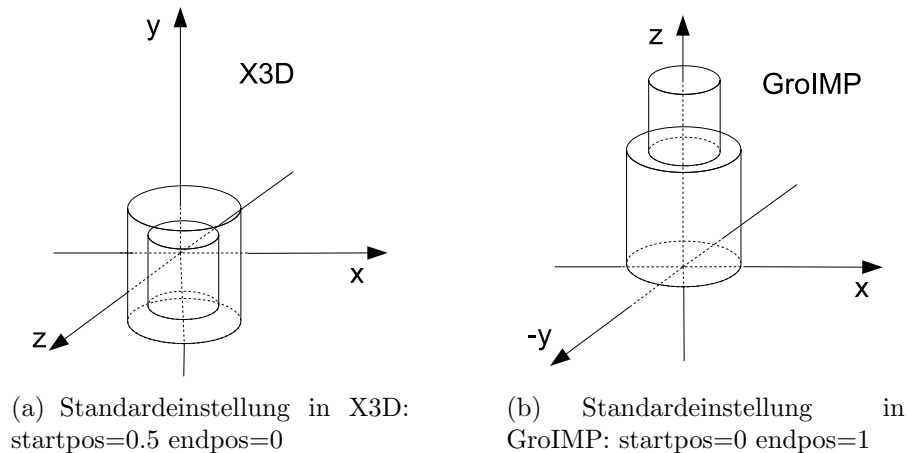 y
X3D
x
z
z
GroIMP
x
-y
(a) Standardeinstellung in X3D:
startpos=0.5 endpos=0
(b) Standardeinstellung in
GroIMP: startpos=0 endpos=1